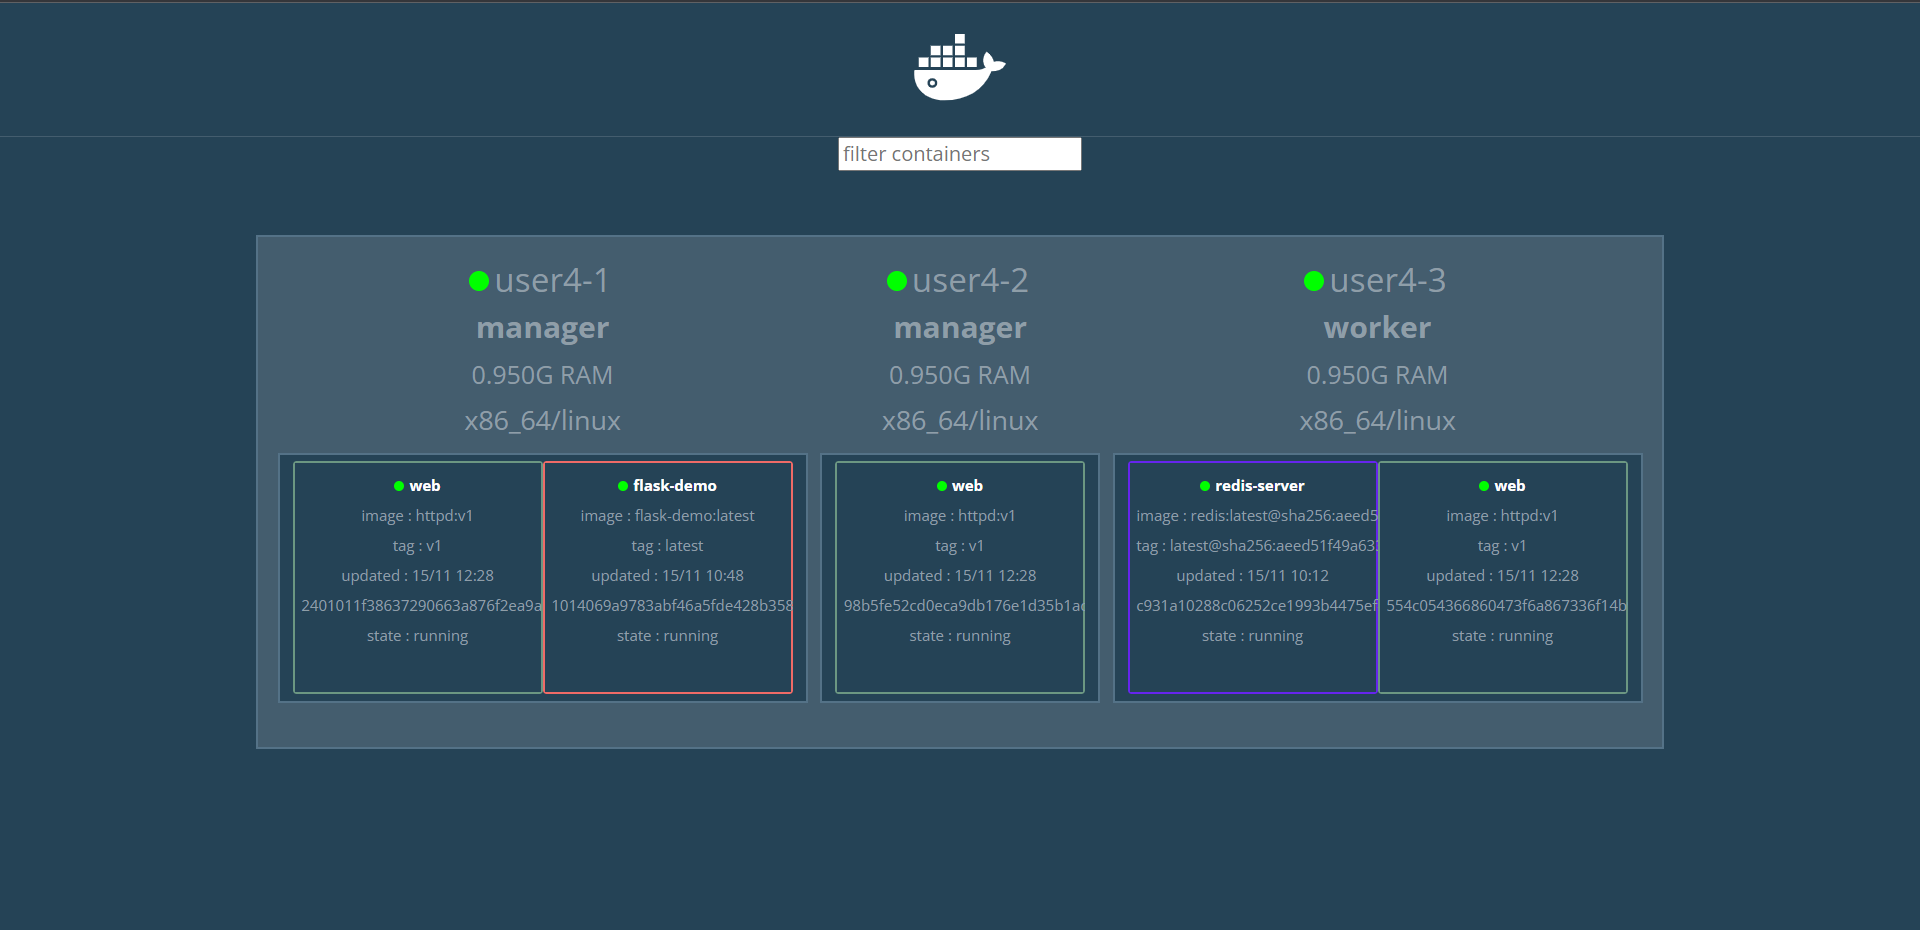 filter containers
user4-1
manager
0.950G RAM
x86_64/linux
user4-2
manager
0.950G RAM
x86_64/linux
user4-3
worker
0.950G RAM
x86_64/linux
web
image : httpd:v1
tag : v1
updated : 15/11 12:28
2401011f38637290663a876f2ea9a
state : running
flask-demo
image : flask-demo:latest
tag : latest
updated : 15/11 10:48
1014069a9783abf46a5fde428b358
state : running
web
image : httpd:v1
tag : v1
updated : 15/11 12:28
98b5fe52cd0eca9db176e1d35b1a
state : running
redis-server
image : redis:latest@sha256:aeed5
tag : latest@sha256:aeed51f49a63
updated : 15/11 10:12
c931a10288c06252ce1993b4475ef
state : running
web
image : httpd:v1
tag : v1
updated : 15/11 12:28
554c054366860473f6a867336f14b
state : running